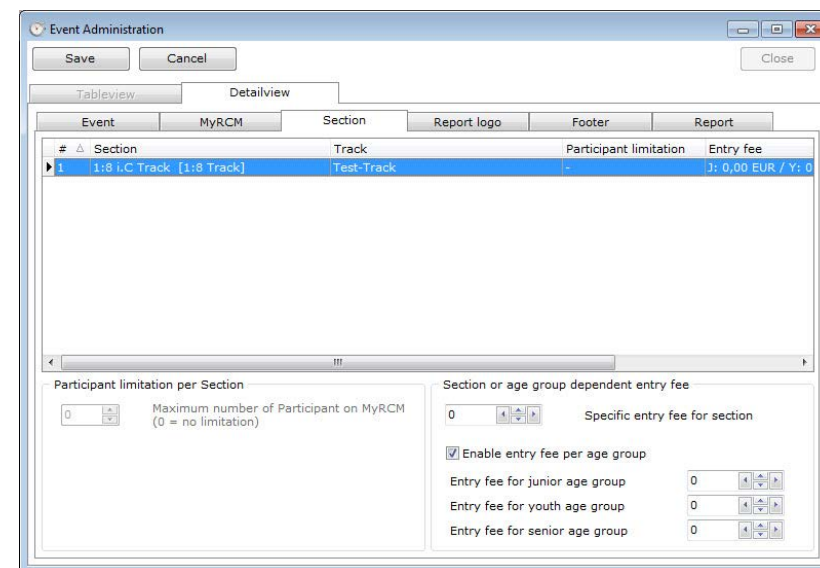 Event Administration
Save Cancel Close
Tableview Detailview
Event MyRCM Section Report logo Footer Report
# Section Track Participant limitation Entry fee
1 1:8 i.C Track [1:8 Track] Test-Track - J: 0,00 EUR / Y: 0
Participant limitation per Section
0 Maximum number of Participant on MyRCM
(0 = no limitation)
Section or age group dependent entry fee
0 Specific entry fee for section
Enable entry fee per age group
Entry fee for junior age group 0
Entry fee for youth age group 0
Entry fee for senior age group 0